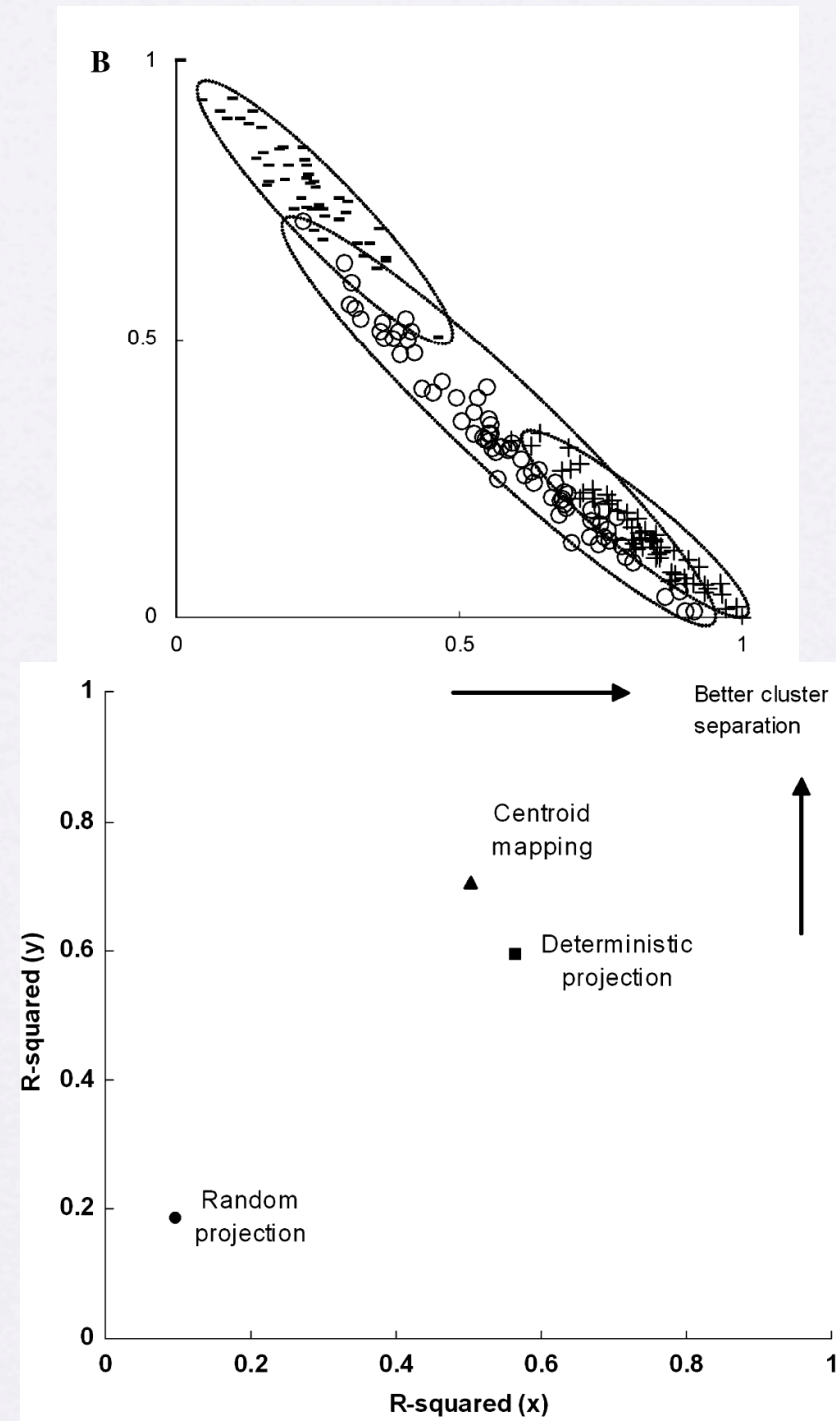 B
1
0.5
0
0
0.5
1
1
Better cluster
separation
0.8
Centroid
mapping
0.6
Deterministic
projection
R-squared (y)
0.4
0.2
Random
projection
0
0
0.2
0.4
0.6
0.8
1
R-squared (x)